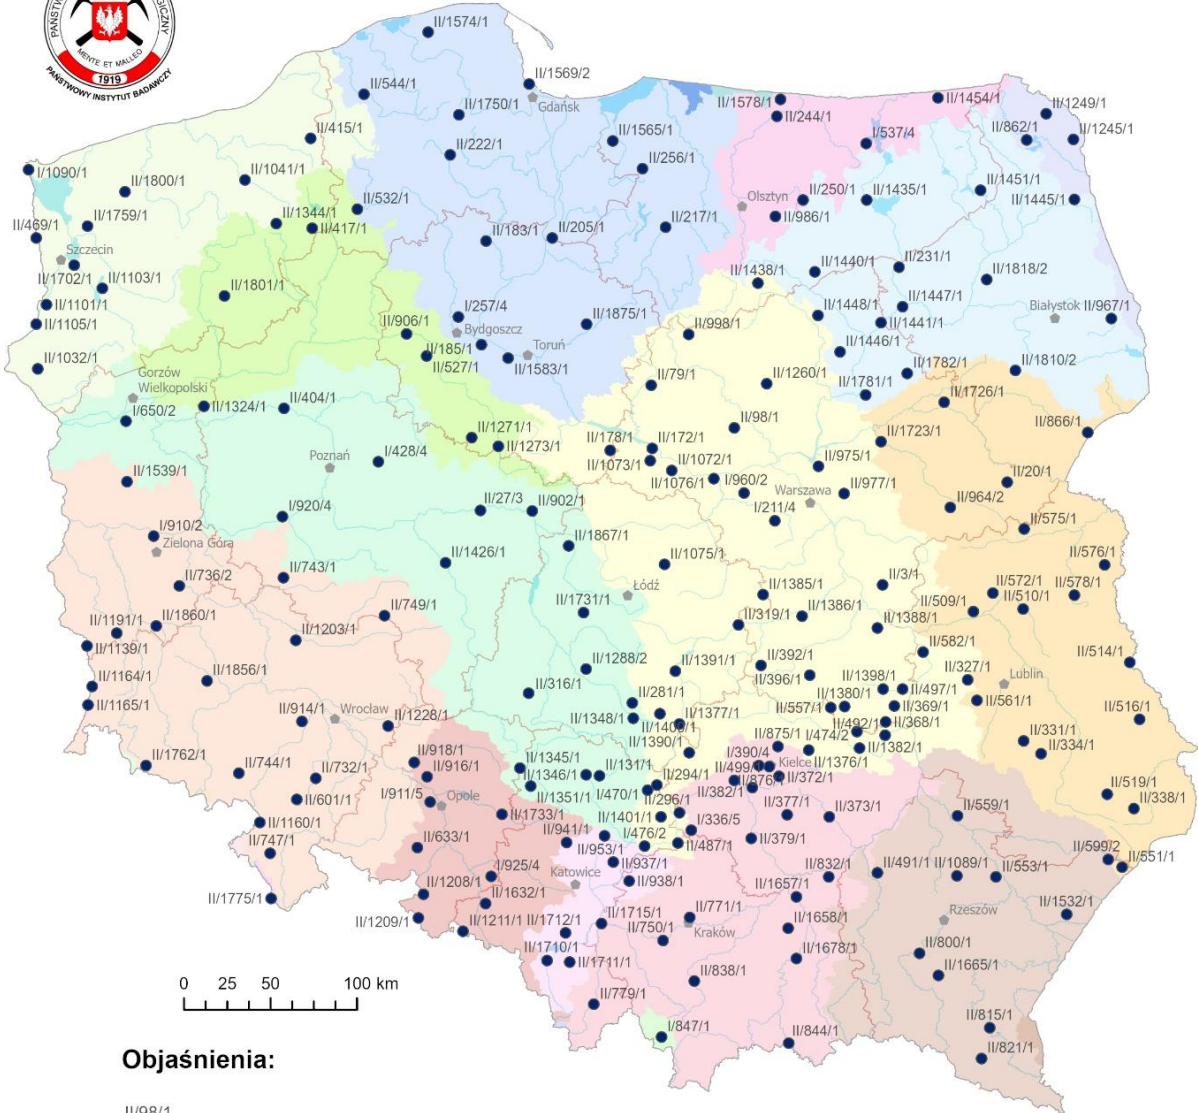 II/1574/1
II/1569/2
Gdańsk
II/544/1
II/1750/1
II/1578/1
II/244/1
II/1454/1
II/1249/1
II/862/1
II/1245/1
I/537/4
II/415/1
II/222/1
II/1565/1
II/256/1
I/1090/1
II/1800/1
II/1041/1
II/532/1
Olsztyn
II/250/1
II/1435/1
II/1451/1
II/1445/1
II/986/1
II/469/1
II/1759/1
II/1344/1
II/417/1
II/183/1
II/205/1
II/217/1
Szczecin
II/1702/1
II/1103/1
II/1101/1
II/1105/1
II/1801/1
II/1438/1
II/1440/1
II/231/1
II/1818/2
II/1448/1
II/1447/1
II/1441/1
Białystok
II/967/1
I/257/4
Bydgoszcz
II/906/1
II/185/1
II/527/1
Toruń
II/1583/1
II/1875/1
II/998/1
II/1446/1
II/1782/1
II/1810/2
II/1032/1
Gorzów
Wielkopolski
I/650/2
II/1324/1
II/404/1
II/79/1
II/1260/1
II/1781/1
II/1726/1
II/866/1
II/98/1
II/1723/1
II/1271/1
II/1273/1
II/178/1
II/172/1
II/1073/1
II/1072/1
II/1076/1
II/975/1
II/977/1
I/960/2
Warszawa
I/211/4
Poznań
I/428/4
II/1539/1
II/20/1
II/964/2
II/575/1
I/920/4
II/27/3
II/902/1
I/910/2
Zielona Góra
II/1867/1
II/1426/1
II/1075/1
II/576/1
II/736/2
II/743/1
Łódź
II/1385/1
II/3/1
II/572/1
II/578/1
II/509/1
II/510/1
II/1731/1
II/319/1
II/1386/1
II/1388/1
II/749/1
II/1191/1
II/1860/1
II/1203/1
II/1139/1
II/582/1
II/514/1
II/1164/1
II/1165/1
II/1856/1
II/1288/2
II/1391/1
II/392/1
II/396/1
II/1398/1
II/327/1
Lublin
II/316/1
II/281/1
II/1380/1
II/497/1
II/561/1
II/557/1
II/369/1
II/516/1
Wrocław
II/914/1
II/1228/1
II/1348/1
II/1377/1
II/1390/1
II/492/1
II/368/1
II/331/1
II/334/1
II/875/1
I/474/2
II/1382/1
II/1762/1
II/744/1
II/732/1
II/918/1
II/916/1
II/1345/1
II/1346/1
II/131/1
I/390/4
Kielce
II/1376/1
II/499/1
II/876/1
II/372/1
II/382/1
II/294/1
I/470/1
II/1351/1
II/296/1
II/519/1
II/338/1
II/601/1
I/911/5
Opole
II/1160/1
II/1733/1
II/1401/1
I/336/5
II/377/1
II/373/1
II/559/1
II/747/1
II/633/1
II/941/1
II/953/1
I/476/2
II/487/1
II/379/1
II/937/1
II/938/1
II/599/2
II/551/1
I/925/4
Katowice
II/832/1
II/491/1
II/1089/1
II/553/1
II/1775/1
II/1208/1
II/1632/1
II/1657/1
II/1209/1
II/1211/1
II/1712/1
II/1715/1
II/771/1
II/750/1
Kraków
II/1658/1
Rzeszów
II/1532/1
II/1710/1
II/1711/1
II/1678/1
II/800/1
II/1665/1
II/838/1
II/779/1
I/847/1
II/844/1
II/815/1
II/821/1
MENTE ET MALLEO
1919
PAŃSTWOWY INSTYTUT BADAWCZY
0 25 50 100 km
Objaśnienia:
II/98/1